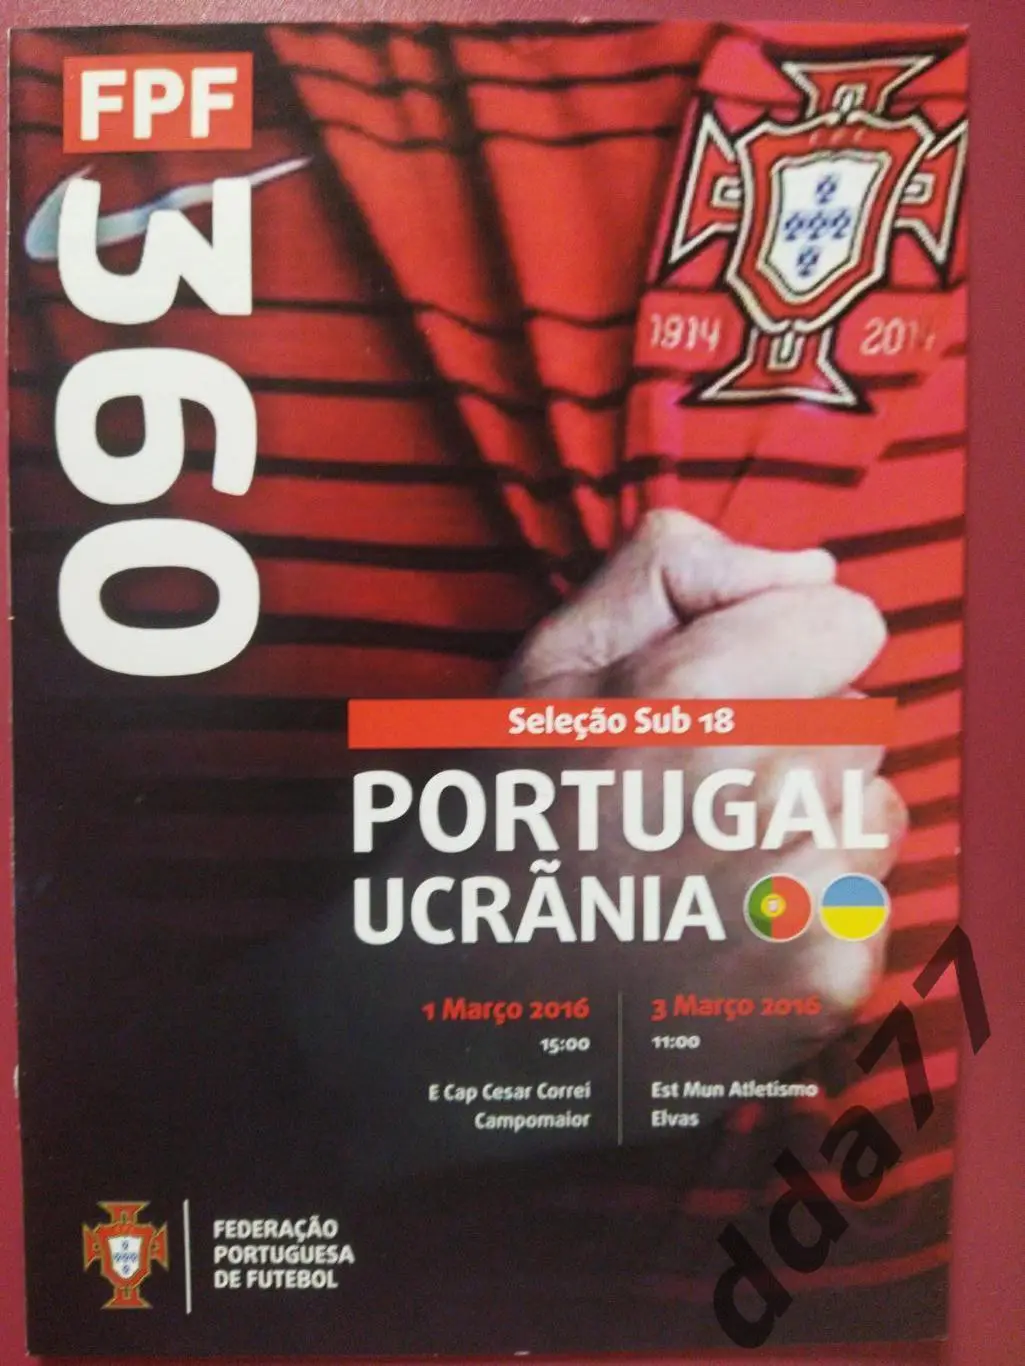 FPF
360
FPF
1914 2014
Seleção Sub 18
PORTUGAL
UCRÃNIA
1 Março 2016
15:00
E Cap Cesar Correi
Campomaior
3 Março 2016
11:00
Est Mun Atletismo
Elvas
FEDERAÇÃO
PORTUGUESA
DE FUTEBOL
dda77